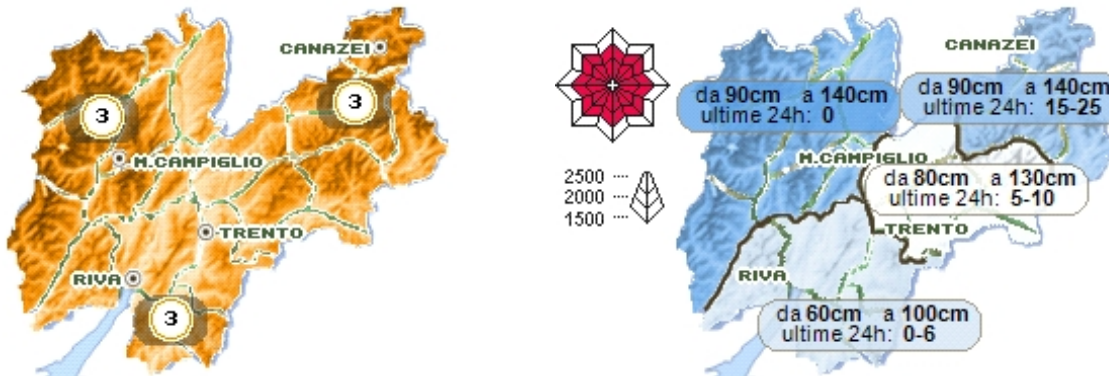 CANAZEI
3
3
M.CAMPIGLIO
TRENTO
RIVA
3
CANAZEI
da 90cm a 140cm
ultime 24h: 0
da 90cm a 140cm
ultime 24h: 15-25
M.CAMPIGLIO
2500
2000
1500
da 80cm a 130cm
ultime 24h: 5-10
TRENTO
RIVA
da 60cm a 100cm
ultime 24h: 0-6